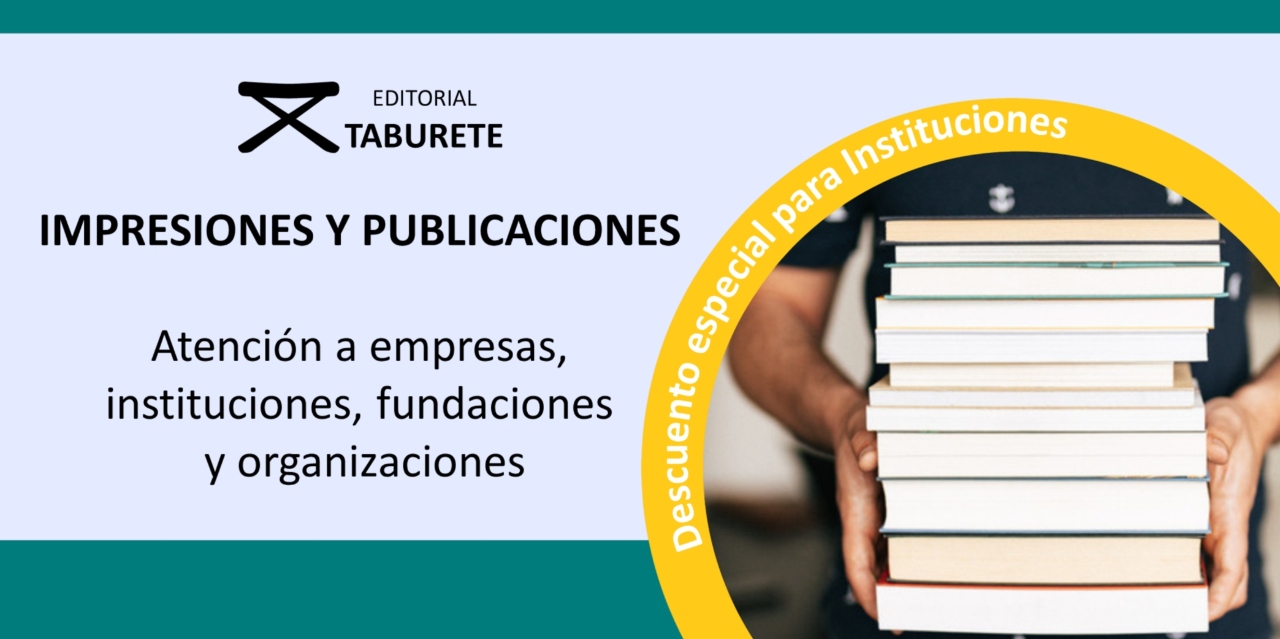 EDITORIAL
TABURETE
IMPRESIONES Y PUBLICACIONES
Atención a empresas,
instituciones, fundaciones
y organizaciones
Descuento especial para Instituciones